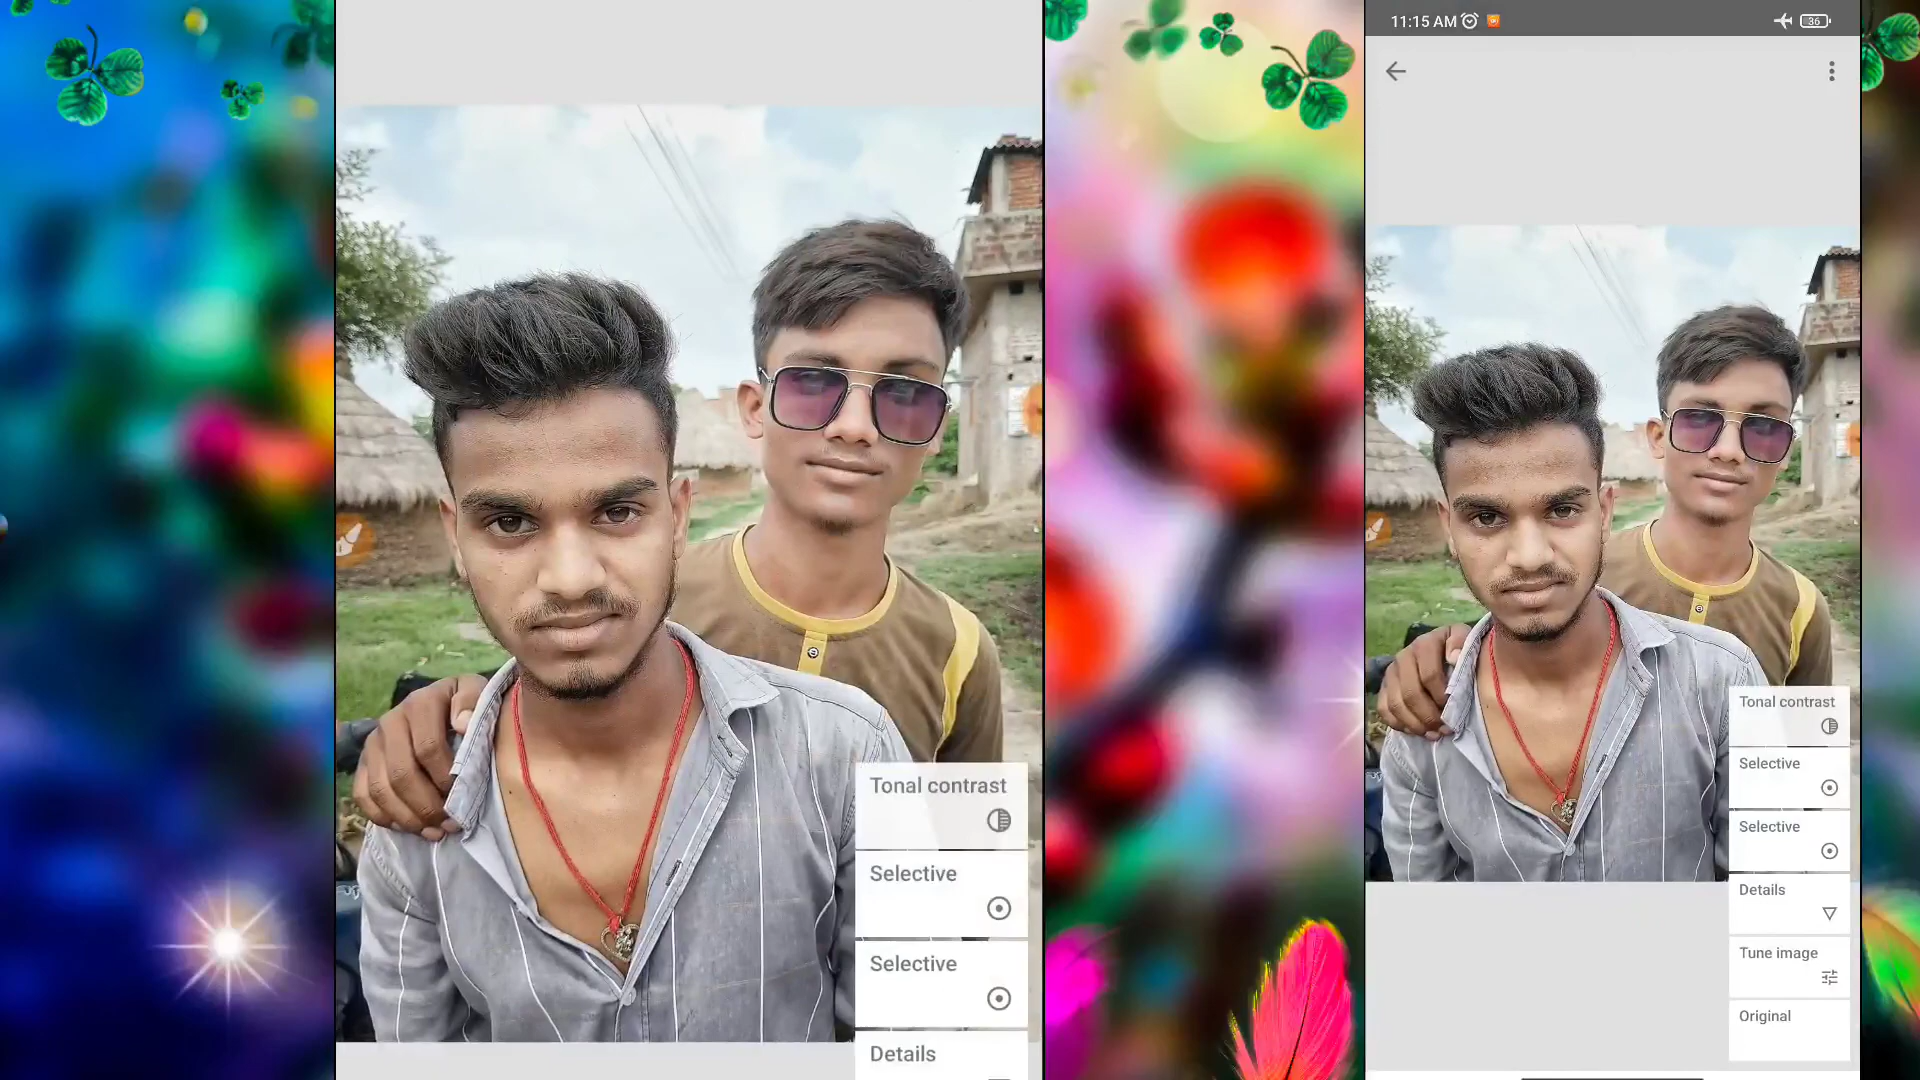 Tonal contrast
Selective
Selective
Details
11:15 AM
36
Tonal contrast
Selective
Selective
Details
Tune image
Original